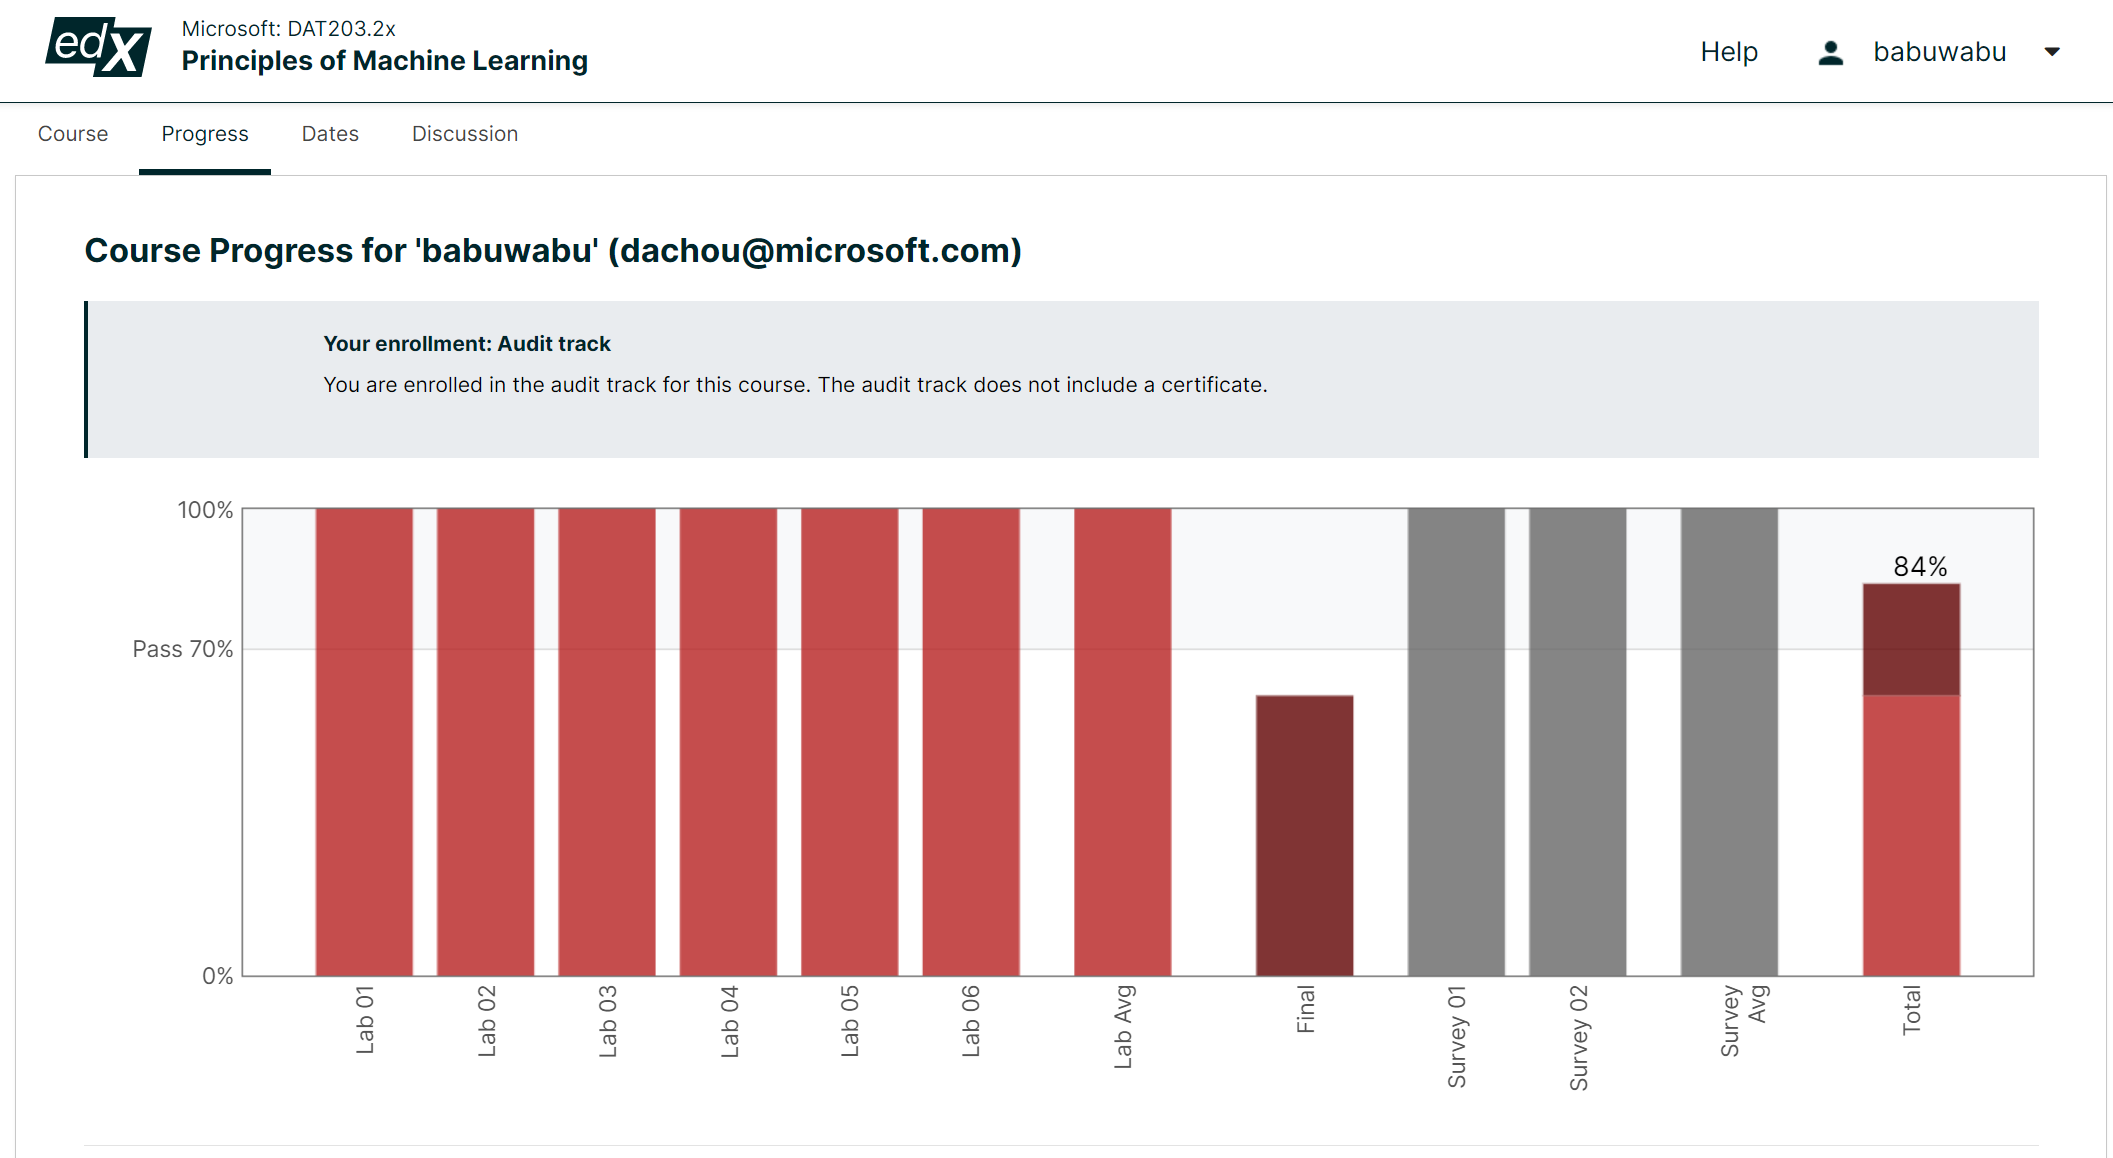 edX
Microsoft: DAT203.2x
Principles of Machine Learning
Help
babuwabu
Course
Progress
Dates
Discussion
Course Progress for 'babuwabu' (dachou@microsoft.com)
Your enrollment: Audit track
You are enrolled in the audit track for this course. The audit track does not include a certificate.
100%
Pass 70%
0%
84%
Lab 01
Lab 02
Lab 03
Lab 04
Lab 05
Lab 06
Lab Avg
Final
Survey 01
Survey 02
Survey
Avg
Total